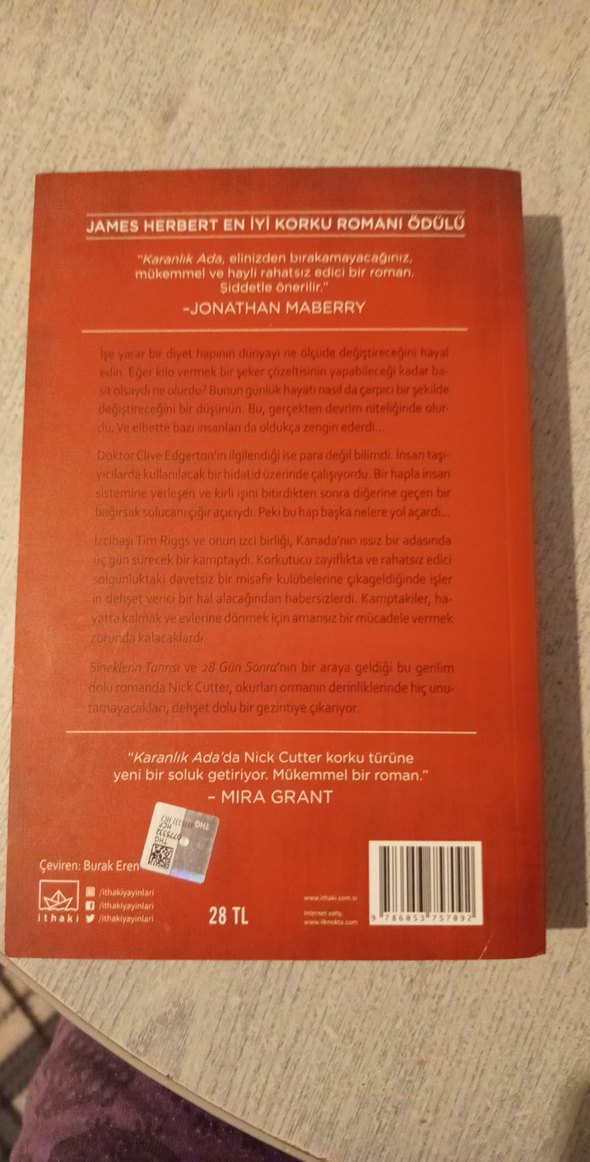 JAMES HERBERT EN İYİ KORKU ROMANI ÖDÜLÜ
“Karanlık Ada, elinizden bırakamayacağınız,
mükemmel ve hayli rahatsız edici bir roman.
Şiddetle önerilir.”
–JONATHAN MABERRY
İşe yarar bir diyet hapının dünyayı ne ölçüde değiştireceğini hayal
edin. Eğer kilo vermek bir şeker çözeltisinin yapabileceği kadar ba-
sit olsaydı ne olurdu? Bunun günlük hayatı nasıl da çarpıcı bir şekilde
değiştireceğini bir düşünün. Bu, gerçekten devrim niteliğinde olur-
du. Ve elbette bazı insanları da oldukça zengin ederdi...
Doktor Clive Edgerton'ın ilgilendiği ise para değil bilimdi. İnsan taşı-
yıcılarda kullanılacak bir hidatid üzerinde çalışıyordu. Bir hapla insan
sistemine yerleşen ve kirli işini bitirdikten sonra diğerine geçen bir
bağırsak solucanı çığır açıcıydı. Peki bu hap başka nelere yol açardı...
İzcibaşı Tim Riggs ve onun izci birliği, Kanada'nın ıssız bir adasında
üç gün sürecek bir kamptaydı. Korkutucu zayıflıkta ve rahatsız edici
solgunluktaki davetsiz bir misafir kulübelerine çıkageldiğinde işler
in dehşet verici bir hal alacağından habersizlerdi. Kamptakiler, ha-
yatta kalmak ve evlerine dönmek için amansız bir mücadele vermek
zorunda kalacaklardı.
Sineklerin Tanrısı ve 28 Gün Sonra'nın bir araya geldiği bu gerilim
dolu romanda Nick Cutter, okurları ormanın derinliklerinde hiç unu-
tamayacakları, dehşet dolu bir gezintiye çıkarıyor.
“Karanlık Ada'da Nick Cutter korku türüne
yeni bir soluk getiriyor. Mükemmel bir roman.”
– MIRA GRANT
THG
HCF
0775332
THG
Çeviren: Burak Eren
ithaki
/ithakiyayinlari
/ithakiyayinlari
/ithakiyayinlari
28 TL
www.ithaki.com.tr
İnternet satış:
www.ilknokta.com
9 786053 757092